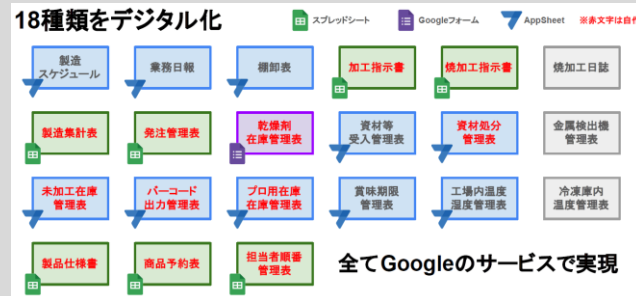 18種類をデジタル化
スプレッドシート
Googleフォーム
AppSheet
※赤文字は自作
製造
スケジュール
業務日報
棚卸表
加工指示書
焼加工指示書
焼加工日誌
製造集計表
発注管理表
乾燥剤
在庫管理表
資材等
受入管理表
資材処分
管理表
金属検出機
管理表
未加工在庫
管理表
バーコード
出力管理表
プロ用在庫
在庫管理表
賞味期限
管理表
工場内温度
湿度管理表
冷凍庫内
温度管理表
製品仕様書
商品予約表
担当者順番
管理表
全てGoogleのサービスで実現